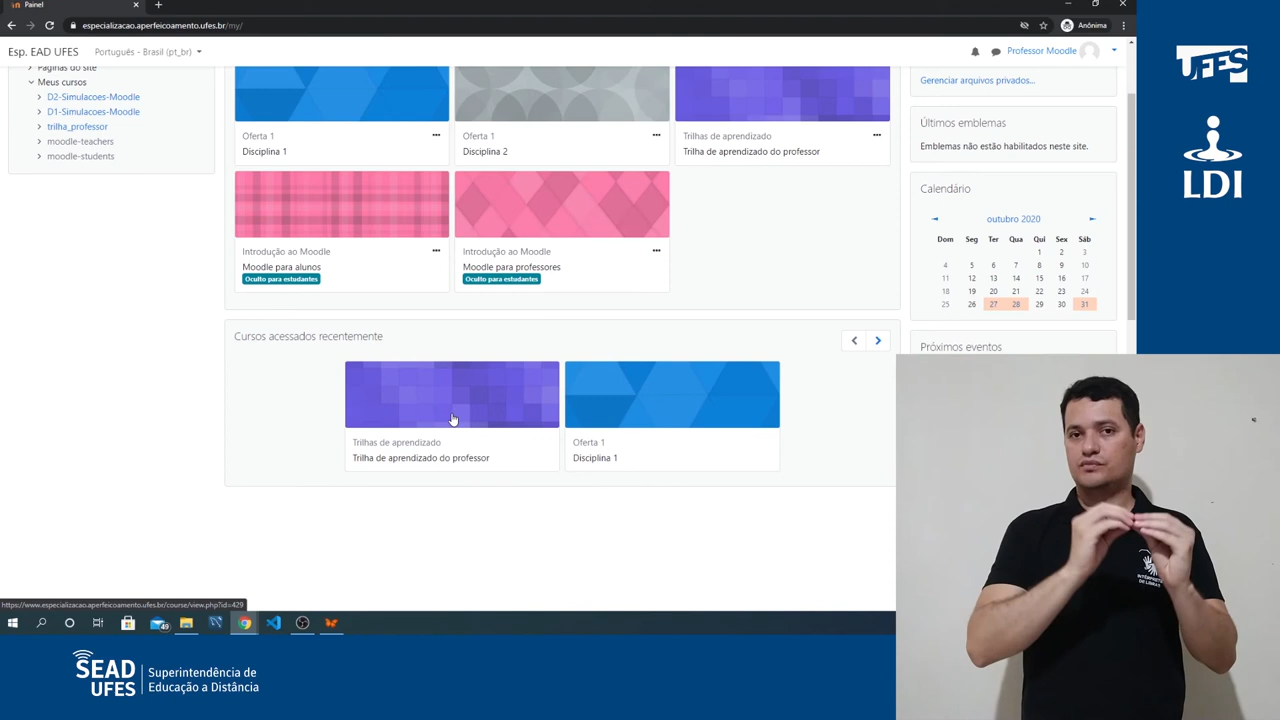 Painel
especializacao.aperfeicoamento.ufes.br/my/
Anônima
Esp. EAD UFES
Português - Brasil (pt_br)
Professor Moodle
Páginas do site
Meus cursos
D2-Simulacoes-Moodle
D1-Simulacoes-Moodle
trilha_professor
moodle-teachers
moodle-students
Oferta 1
Disciplina 1
Oferta 1
Disciplina 2
Trilhas de aprendizado
Trilha de aprendizado do professor
Introdução ao Moodle
Moodle para alunos
Oculto para estudantes
Introdução ao Moodle
Moodle para professores
Oculto para estudantes
Cursos acessados recentemente
Trilhas de aprendizado
Trilha de aprendizado do professor
Oferta 1
Disciplina 1
Gerenciar arquivos privados...
Últimos emblemas
Emblemas não estão habilitados neste site.
Calendário
outubro 2020
Dom Seg Ter Qua Qui Sex Sáb
1 2 3
4 5 6 7 8 9 10
11 12 13 14 15 16 17
18 19 20 21 22 23 24
25 26 27 28 29 30 31
Próximos eventos
https://www.especializacao.aperfeicoamento.ufes.br/course/view.php?id=429
49
UFES
LDI
INTÉRPRETE
DE LIBRAS
SEAD
UFES
Superintendência de
Educação a Distância